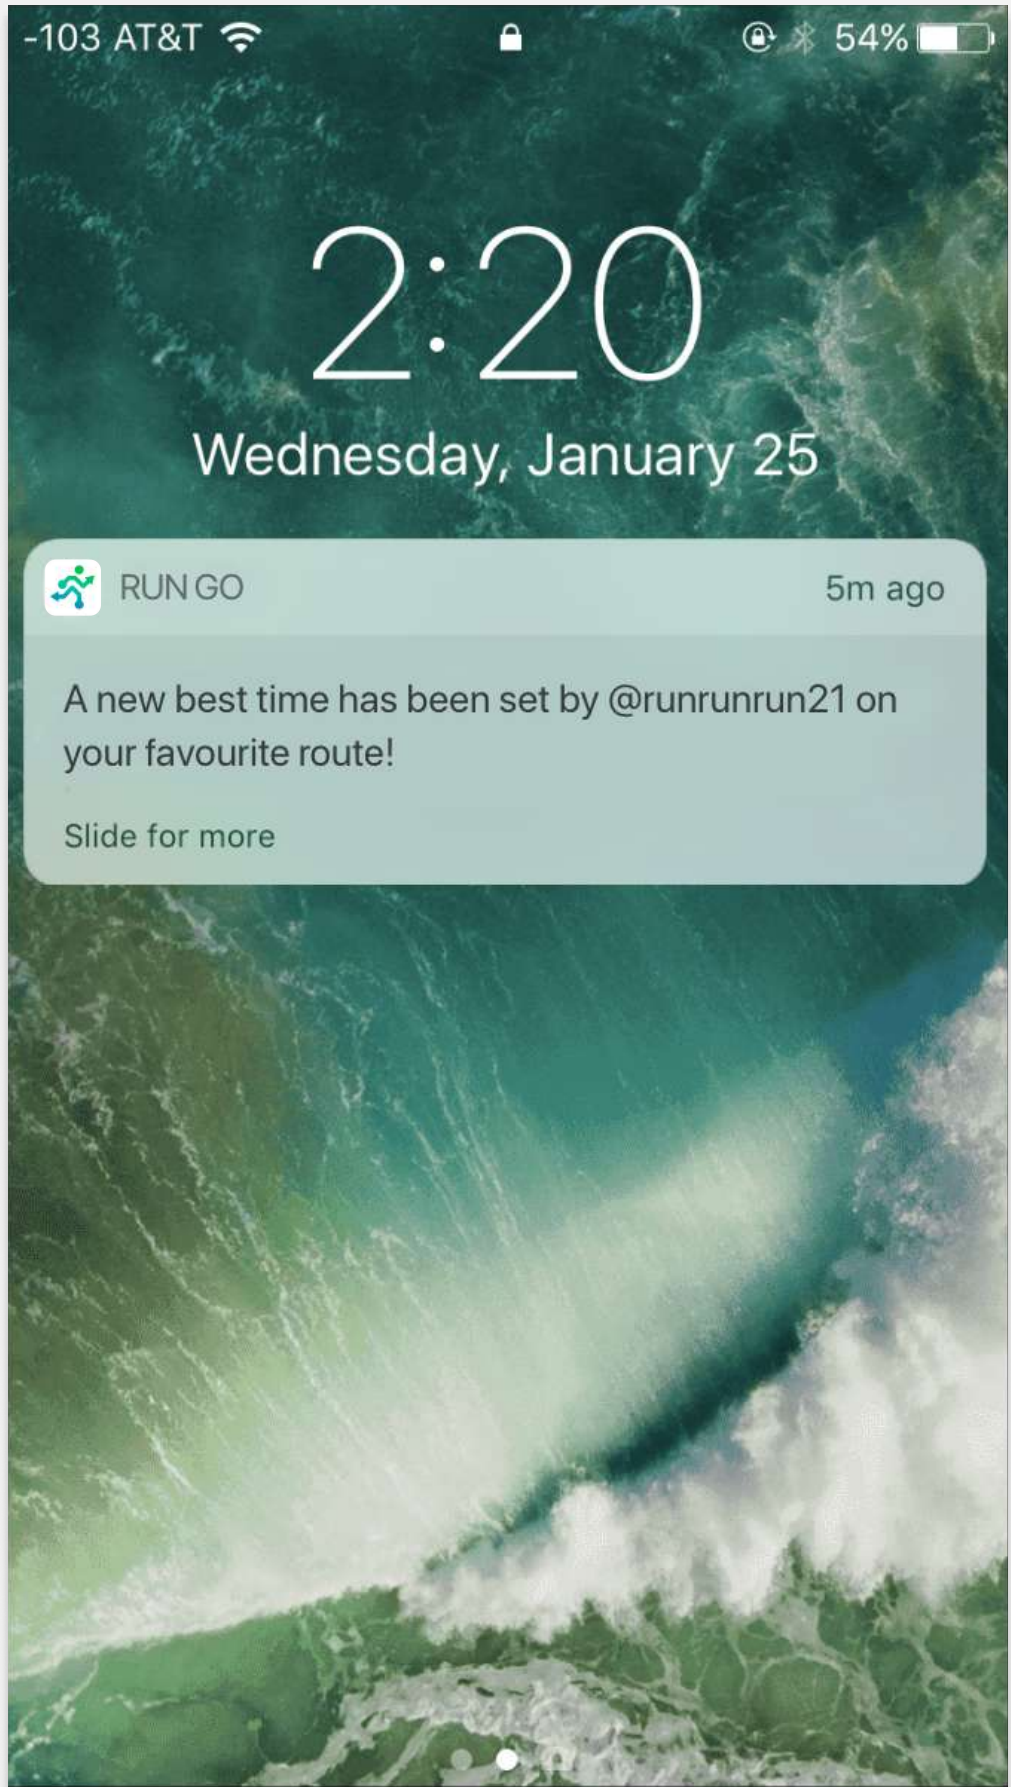 -103 AT&T 54%
2:20
Wednesday, January 25
RUN GO 5m ago
A new best time has been set by @runrunrun21 on
your favourite route!
Slide for more